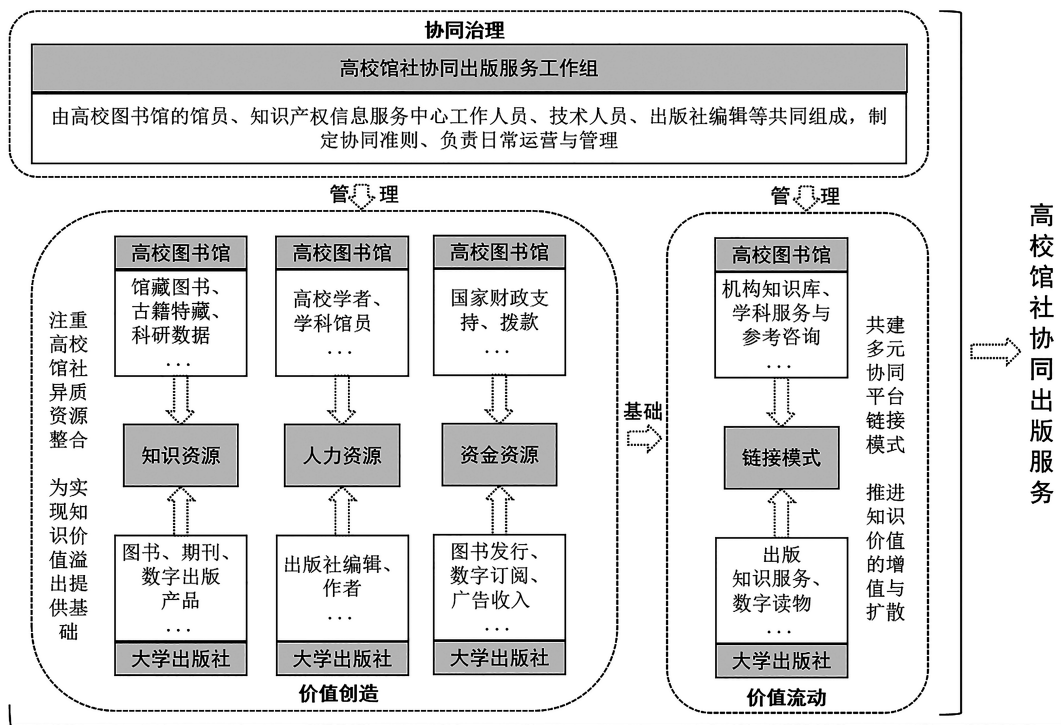 协同治理
高校馆社协同出版服务工作组
由高校图书馆的馆员、知识产权信息服务中心工作人员、技术人员、出版社编辑等共同组成，制
定协同准则、负责日常运营与管理
管 理
管 理
注重
高校
馆社
异质
资源
整合
为实
现知
识价
值溢
出提
供基
础
高校图书馆
馆藏图书、
古籍特藏、
科研数据
...
知识资源
图书、期刊、
数字出版
产品
...
大学出版社
高校图书馆
高校学者、
学科馆员
...
人力资源
出版社编辑、
作者
...
大学出版社
高校图书馆
国家财政支
持、拨款
...
资金资源
图书发行、
数字订阅、
广告收入
...
大学出版社
价值创造
基础
高校图书馆
机构知识库、
学科服务与
参考咨询
...
链接模式
出版
知识服务、
数字读物
...
大学出版社
共建
多元
协同
平台
链接
模式
推进
知识
价值
的增
值与
扩散
价值流动
高校馆社协同出版服务